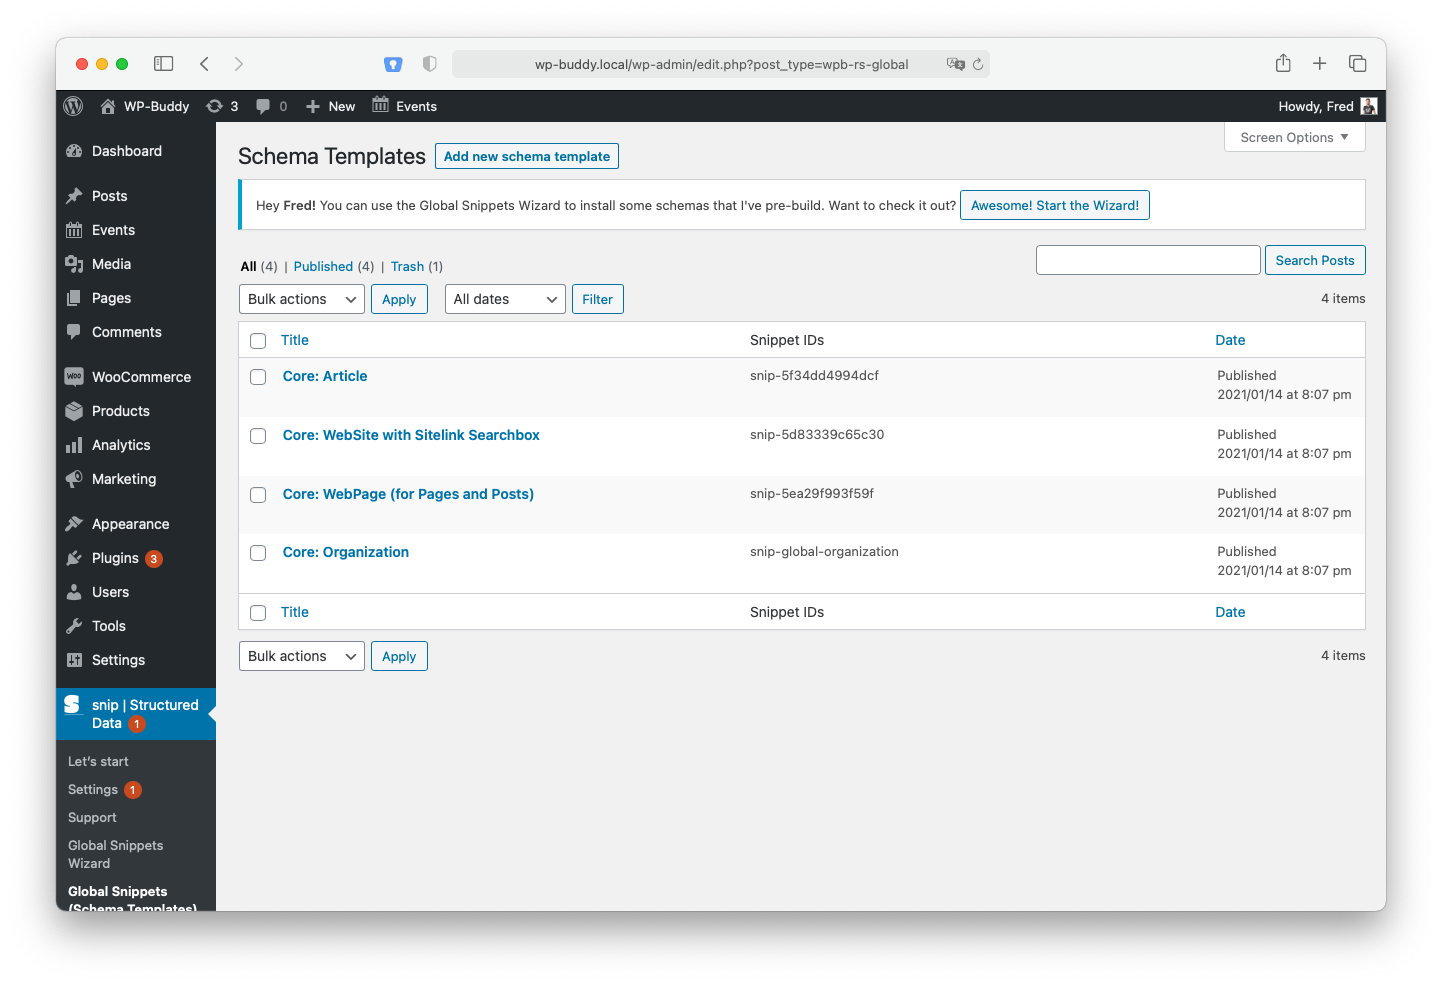 wp-buddy.local/wp-admin/edit.php?post_type=wpb-rs-global
WP-Buddy 3 0 New Events Howdy, Fred
Screen Options
Dashboard
Posts
Events
Media
Pages
Comments
WOO WooCommerce
Products
Analytics
Marketing
Appearance
Plugins 3
Users
Tools
Settings
snip | Structured
Data 1
Let's start
Settings 1
Support
Global Snippets
Wizard
Global Snippets
(Schema Templates)
Schema Templates Add new schema template
Hey Fred! You can use the Global Snippets Wizard to install some schemas that I've pre-build. Want to check it out? Awesome! Start the Wizard!
All (4) | Published (4) | Trash (1)
Search Posts
Bulk actions Apply All dates Filter 4 items
Title Snippet IDs Date
Core: Article snip-5f34dd4994dcf Published
2021/01/14 at 8:07 pm
Core: WebSite with Sitelink Searchbox snip-5d83339c65c30 Published
2021/01/14 at 8:07 pm
Core: WebPage (for Pages and Posts) snip-5ea29f993f59f Published
2021/01/14 at 8:07 pm
Core: Organization snip-global-organization Published
2021/01/14 at 8:07 pm
Title Snippet IDs Date
Bulk actions Apply 4 items